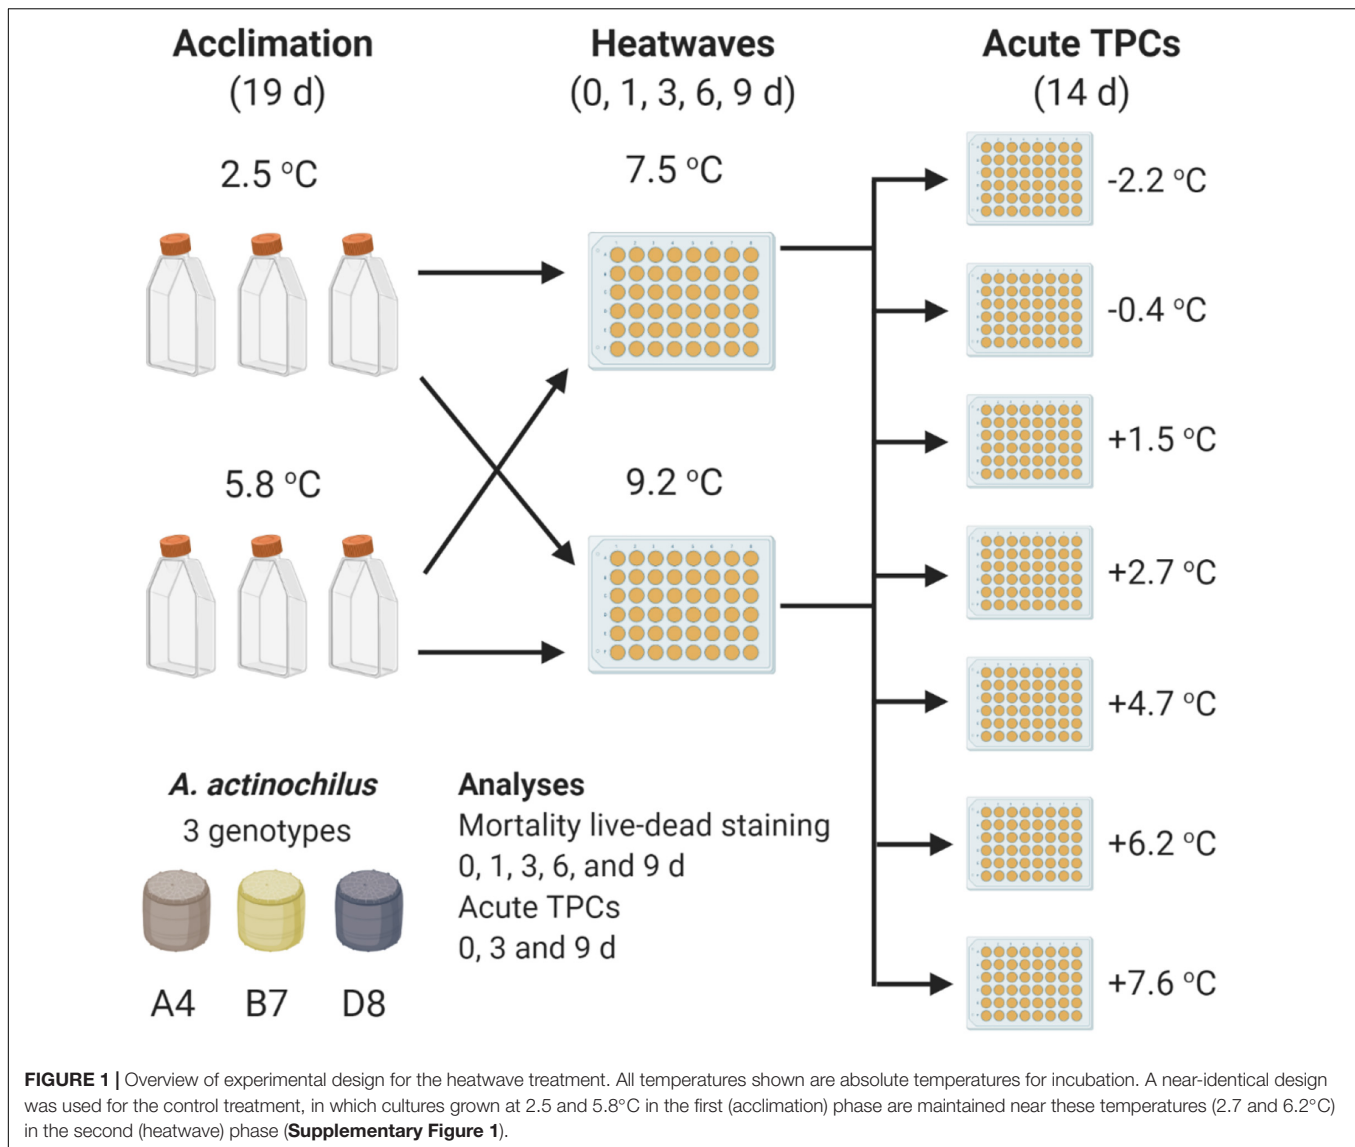 Acclimation
(19 d)
Heatwaves
(0, 1, 3, 6, 9 d)
Acute TPCs
(14 d)
2.5 °C
7.5 °C
5.8 °C
9.2 °C
-2.2 °C
-0.4 °C
+1.5 °C
+2.7 °C
+4.7 °C
+6.2 °C
+7.6 °C
A. actinochilus
3 genotypes
A4 B7 D8
Analyses
Mortality live-dead staining
0, 1, 3, 6, and 9 d
Acute TPCs
0, 3 and 9 d
FIGURE 1 | Overview of experimental design for the heatwave treatment. All temperatures shown are absolute temperatures for incubation. A near-identical design
was used for the control treatment, in which cultures grown at 2.5 and 5.8°C in the first (acclimation) phase are maintained near these temperatures (2.7 and 6.2°C)
in the second (heatwave) phase (Supplementary Figure 1).